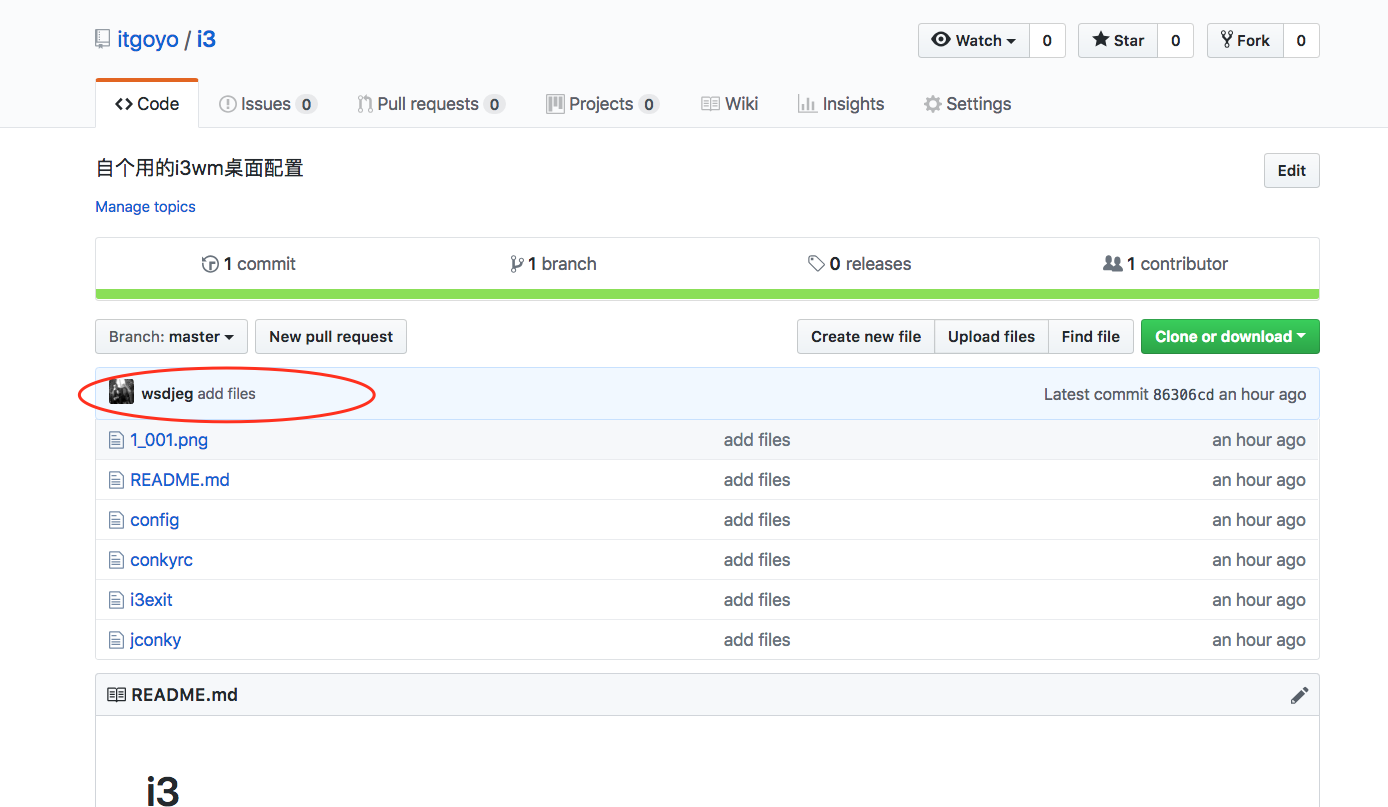 itgoyo / i3
Watch 0 Star 0 Fork 0
Code Issues 0 Pull requests 0 Projects 0 Wiki Insights Settings
自个用的i3wm桌面配置
Edit
Manage topics
1 commit 1 branch 0 releases 1 contributor
Branch: master New pull request Create new file Upload files Find file Clone or download
wsdjeg add files Latest commit 86306cd an hour ago
1_001.png add files an hour ago
README.md add files an hour ago
config add files an hour ago
conkyrc add files an hour ago
i3exit add files an hour ago
jconky add files an hour ago
README.md
i3